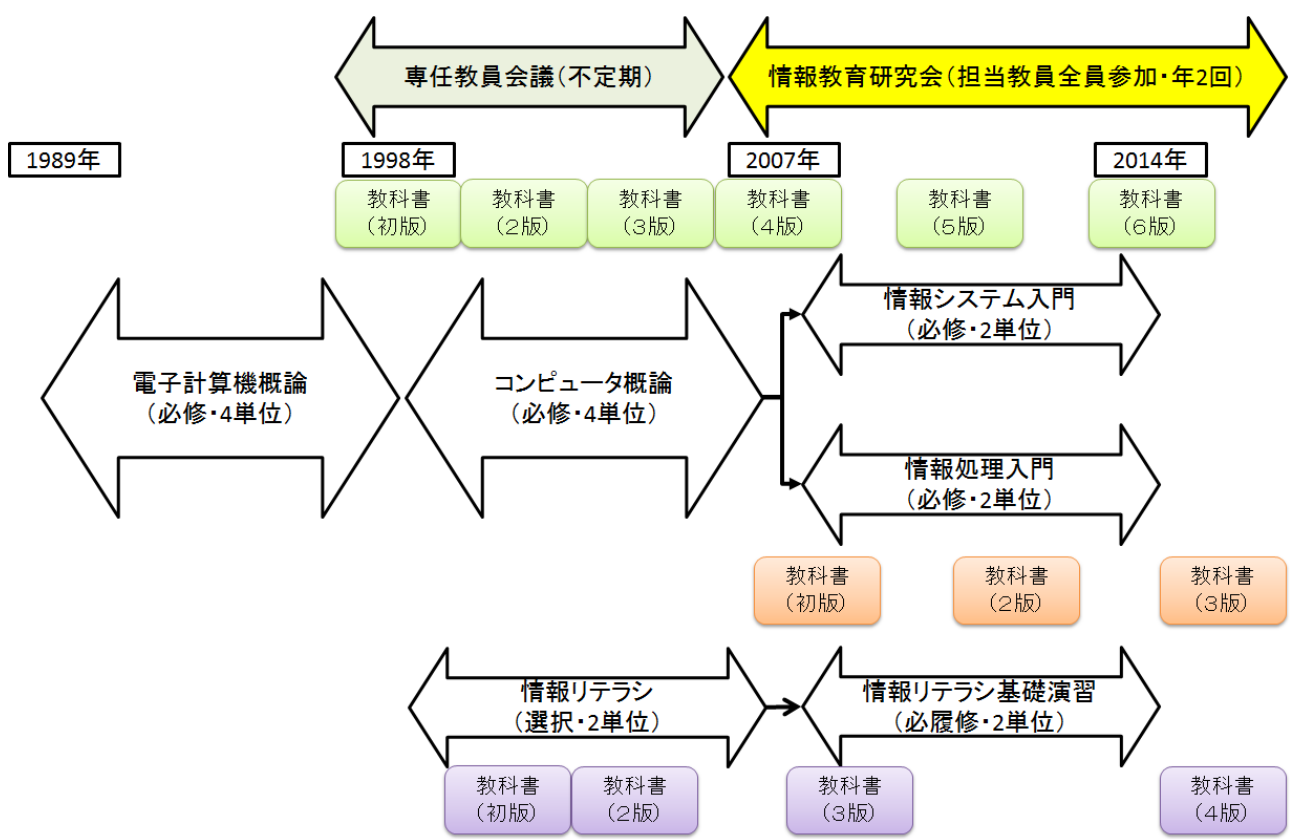 専任教員会議(不定期)
情報教育研究会(担当教員全員参加・年2回)
1989年
1998年
2007年
2014年
教科書
(初版)
教科書
(2版)
教科書
(3版)
教科書
(4版)
教科書
(5版)
教科書
(6版)
情報システム入門
(必修・2単位)
電子計算機概論
(必修・4単位)
コンピュータ概論
(必修・4単位)
情報処理入門
(必修・2単位)
教科書
(初版)
教科書
(2版)
教科書
(3版)
情報リテラシ
(選択・2単位)
情報リテラシ基礎演習
(必履修・2単位)
教科書
(初版)
教科書
(2版)
教科書
(3版)
教科書
(4版)